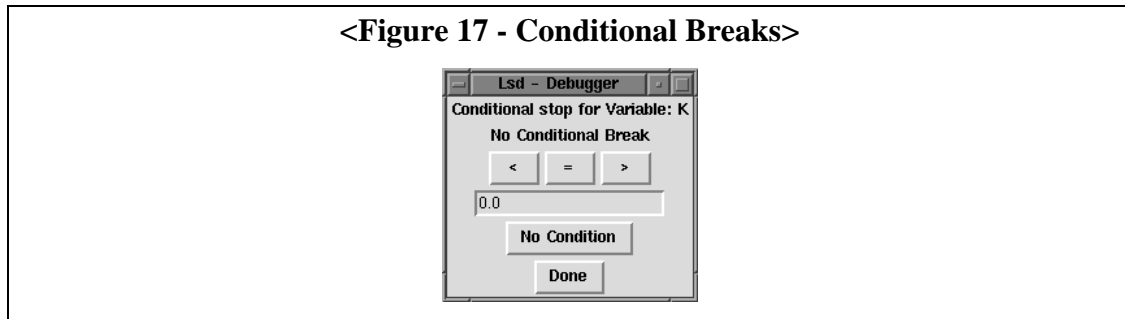 <Figure 17 - Conditional Breaks>
Lsd - Debugger
Conditional stop for Variable: K
No Conditional Break
< = >
0.0
No Condition
Done